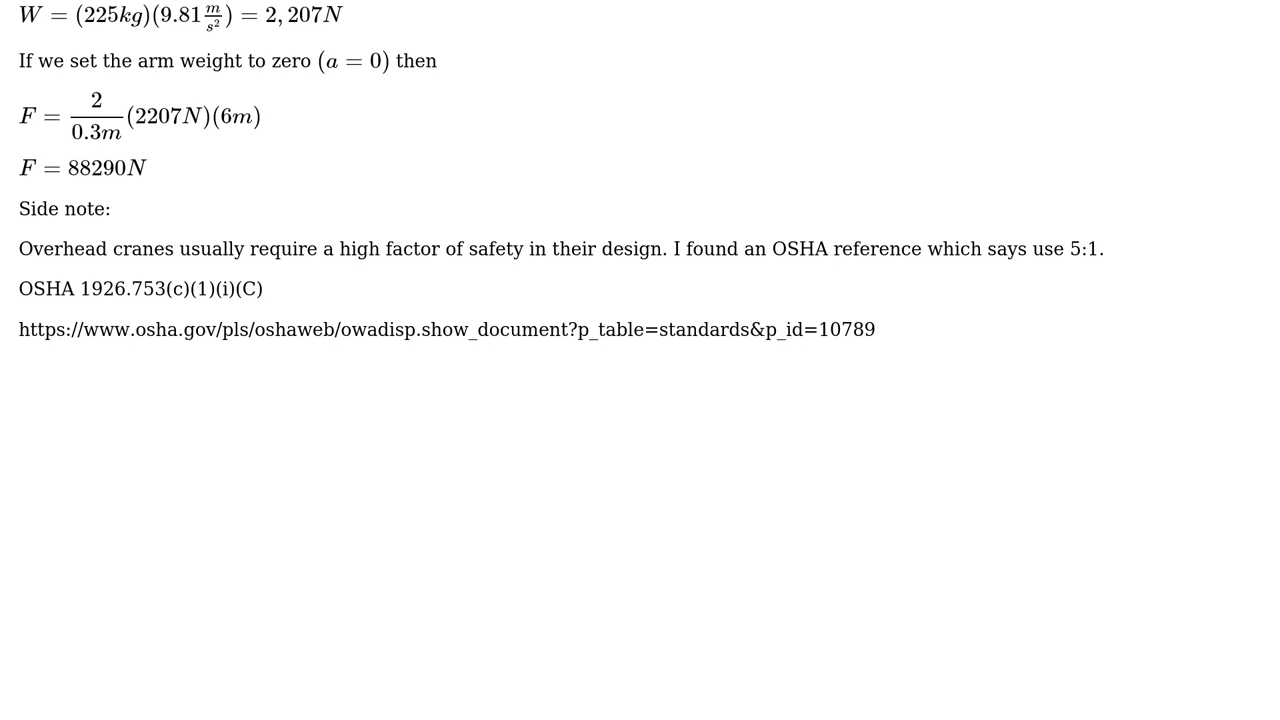 W = (225kg)(9.81 m/s²) = 2,207N
If we set the arm weight to zero (a = 0) then
F = 2/0.3m (2207N)(6m)
F = 88290N
Side note:
Overhead cranes usually require a high factor of safety in their design. I found an OSHA reference which says use 5:1.
OSHA 1926.753(c)(1)(i)(C)
https://www.osha.gov/pls/oshaweb/owadisp.show_document?p_table=standards&p_id=10789